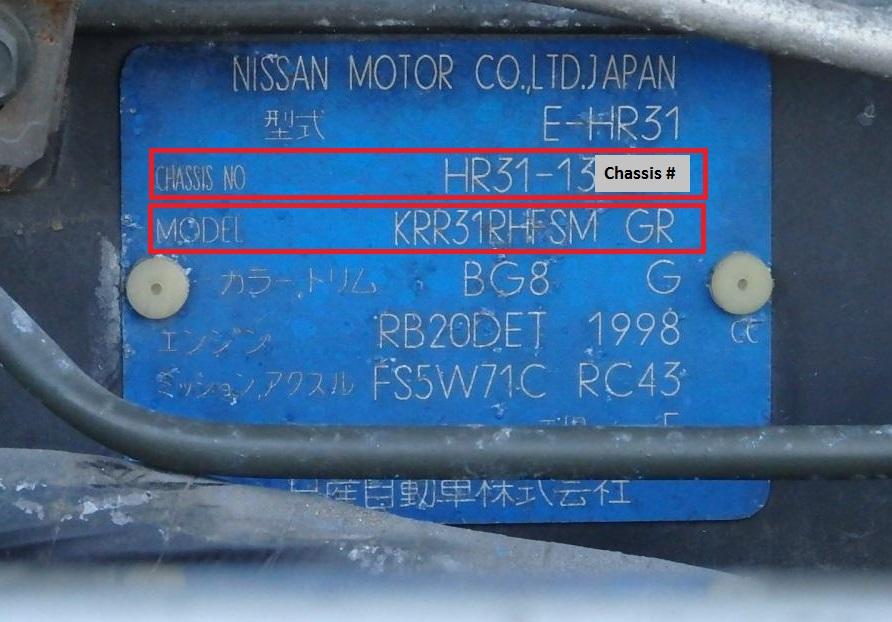 NISSAN MOTOR CO.,LTD.JAPAN
型式 E-HR31
CHASSIS NO HR31-13 Chassis #
MODEL KRR31RHFSM GR
カラー,トリム BG8 G
エンジン RB20DET 1998 CC
ミッション,アクスル FS5W71C RC43
日産自動車株式会社